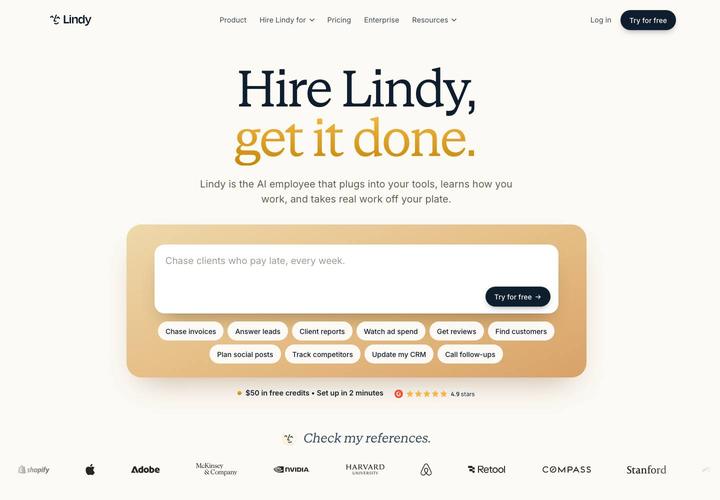 Lindy
Product
Hire Lindy for
Pricing
Enterprise
Resources
Log in
Try for free
Hire Lindy,
get it done.
Lindy is the AI employee that plugs into your tools, learns how you
work, and takes real work off your plate.
Chase clients who pay late, every week.
Try for free →
Chase invoices
Answer leads
Client reports
Watch ad spend
Get reviews
Find customers
Plan social posts
Track competitors
Update my CRM
Call follow-ups
$50 in free credits • Set up in 2 minutes
4.9 stars
Check my references.
shopify
Adobe
McKinsey
& Company
NVIDIA
HARVARD
UNIVERSITY
Retool
COMPASS
Stanford